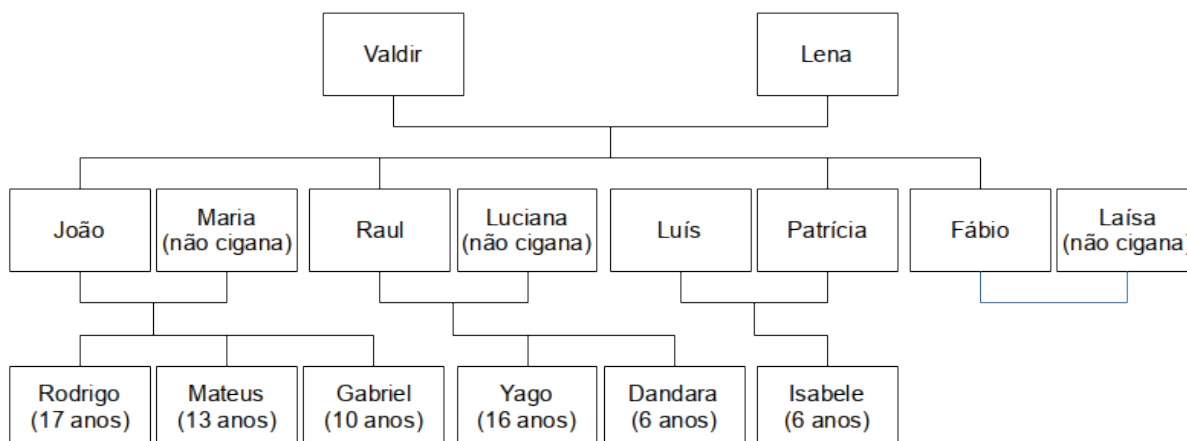 Valdir
Lena
João
Maria
(não cigana)
Raul
Luciana
(não cigana)
Luís
Patrícia
Fábio
Laísa
(não cigana)
Rodrigo
(17 anos)
Mateus
(13 anos)
Gabriel
(10 anos)
Yago
(16 anos)
Dandara
(6 anos)
Isabele
(6 anos)